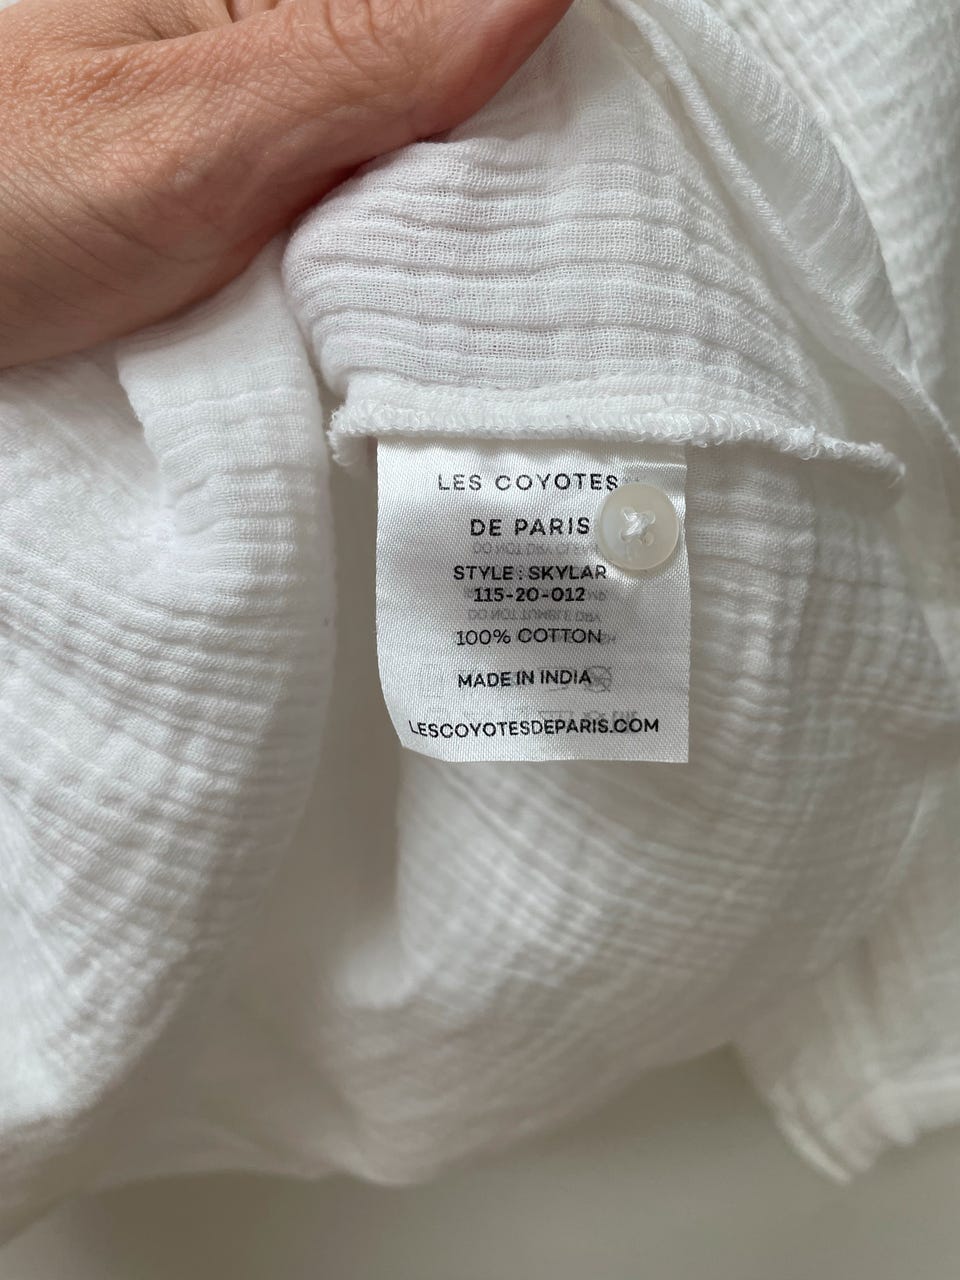 LES COYOTES
DE PARIS
STYLE: SKYLAR
115-20-012
100% COTTON
MADE IN INDIA
LESCOYOTESDEPARIS.COM